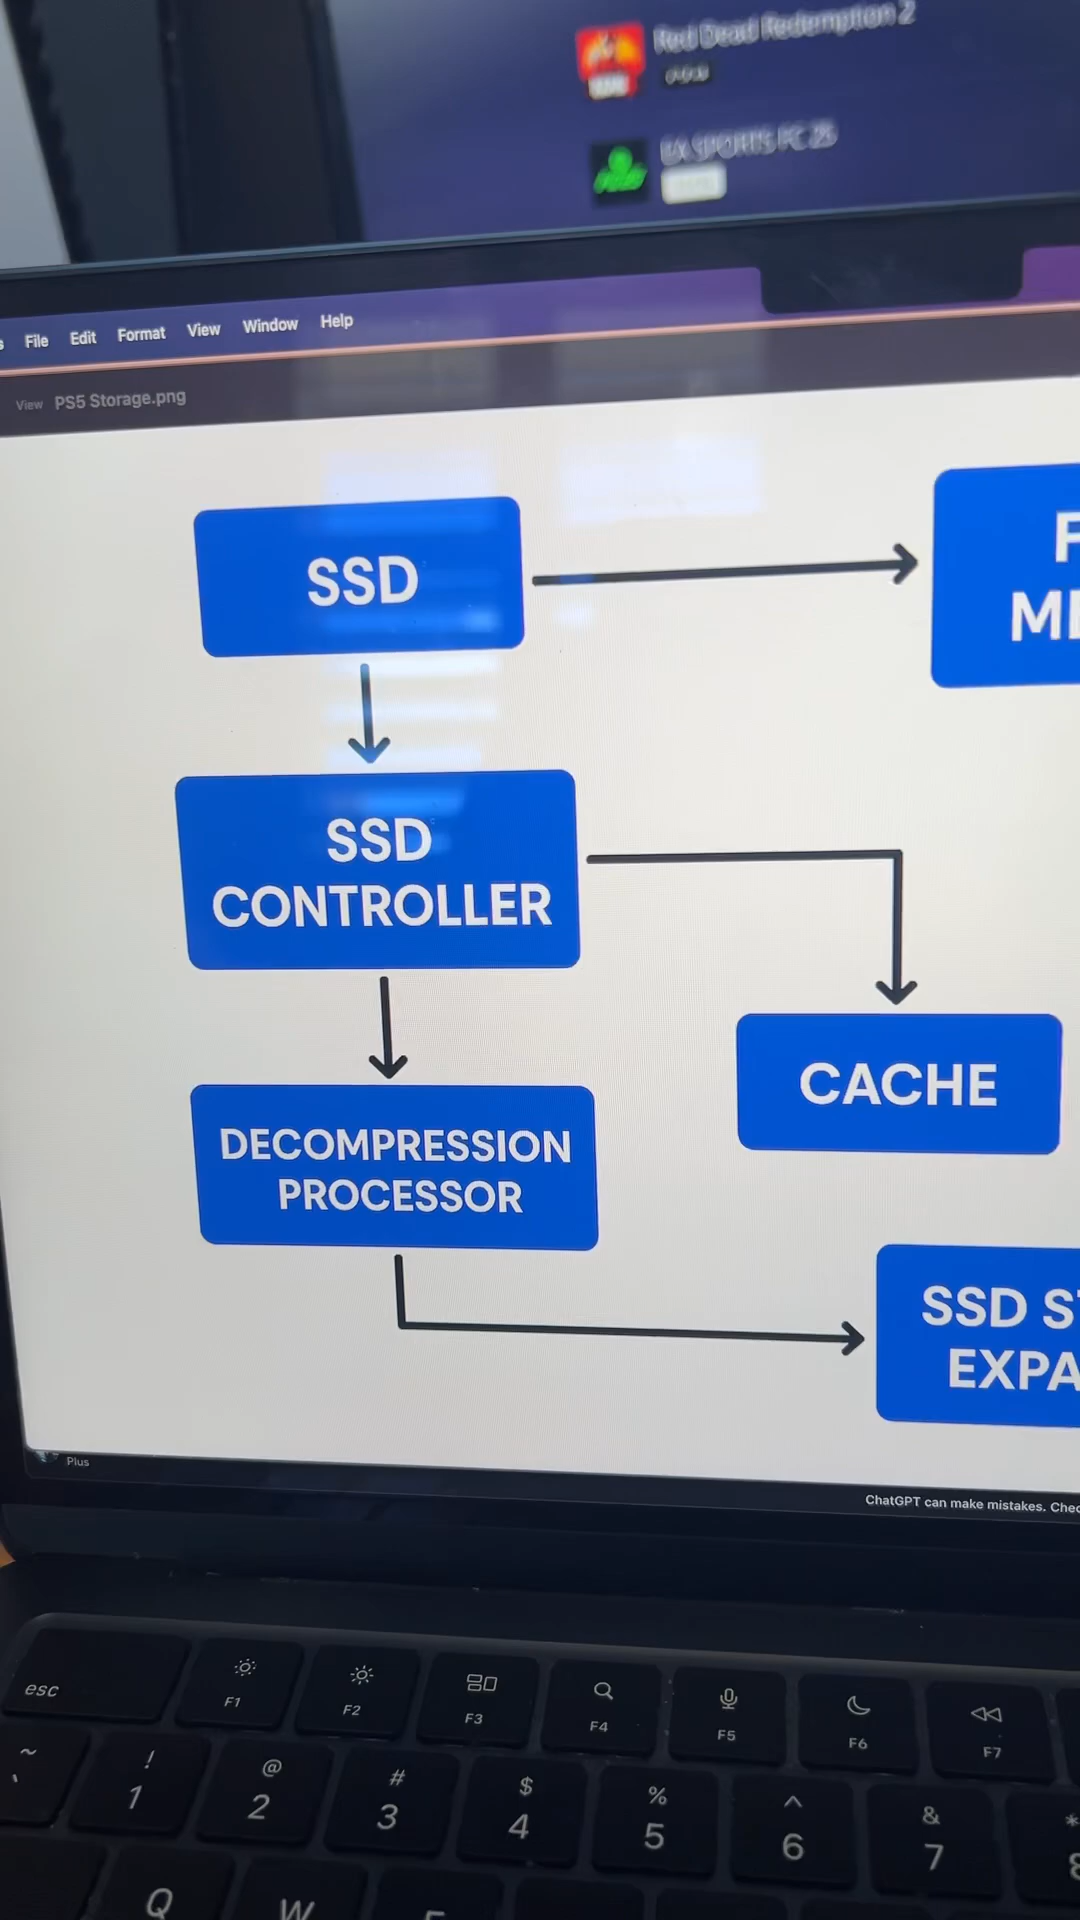 Red Dead Redemption 2
EA SPORTS FC 25
File Edit Format View Window Help
View PS5 Storage.png
SSD
F
SSD
CONTROLLER
CACHE
DECOMPRESSION
PROCESSOR
SSD
EXPA
Plus
ChatGPT can make mistakes. Chec
esc
F1
F2
F3
F4
F5
F6
F7
~
! @ # $ % ^ & *
1 2 3 4 5 6 7 8
Q W